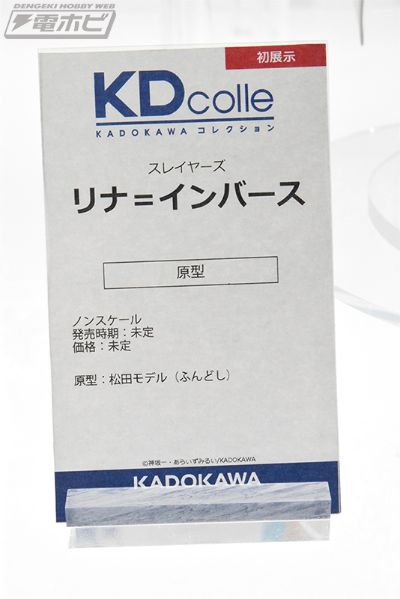 DENGEKI HOBBY WEB
電ホビ
初展示
KDcolle
KADOKAWA コレクション
スレイヤーズ
リナ＝インバース
原型
ノンスケール
発売時期：未定
価格：未定
原型：松田モデル（ふんどし）
©神坂一・あらいずみるい/KADOKAWA
KADOKAWA